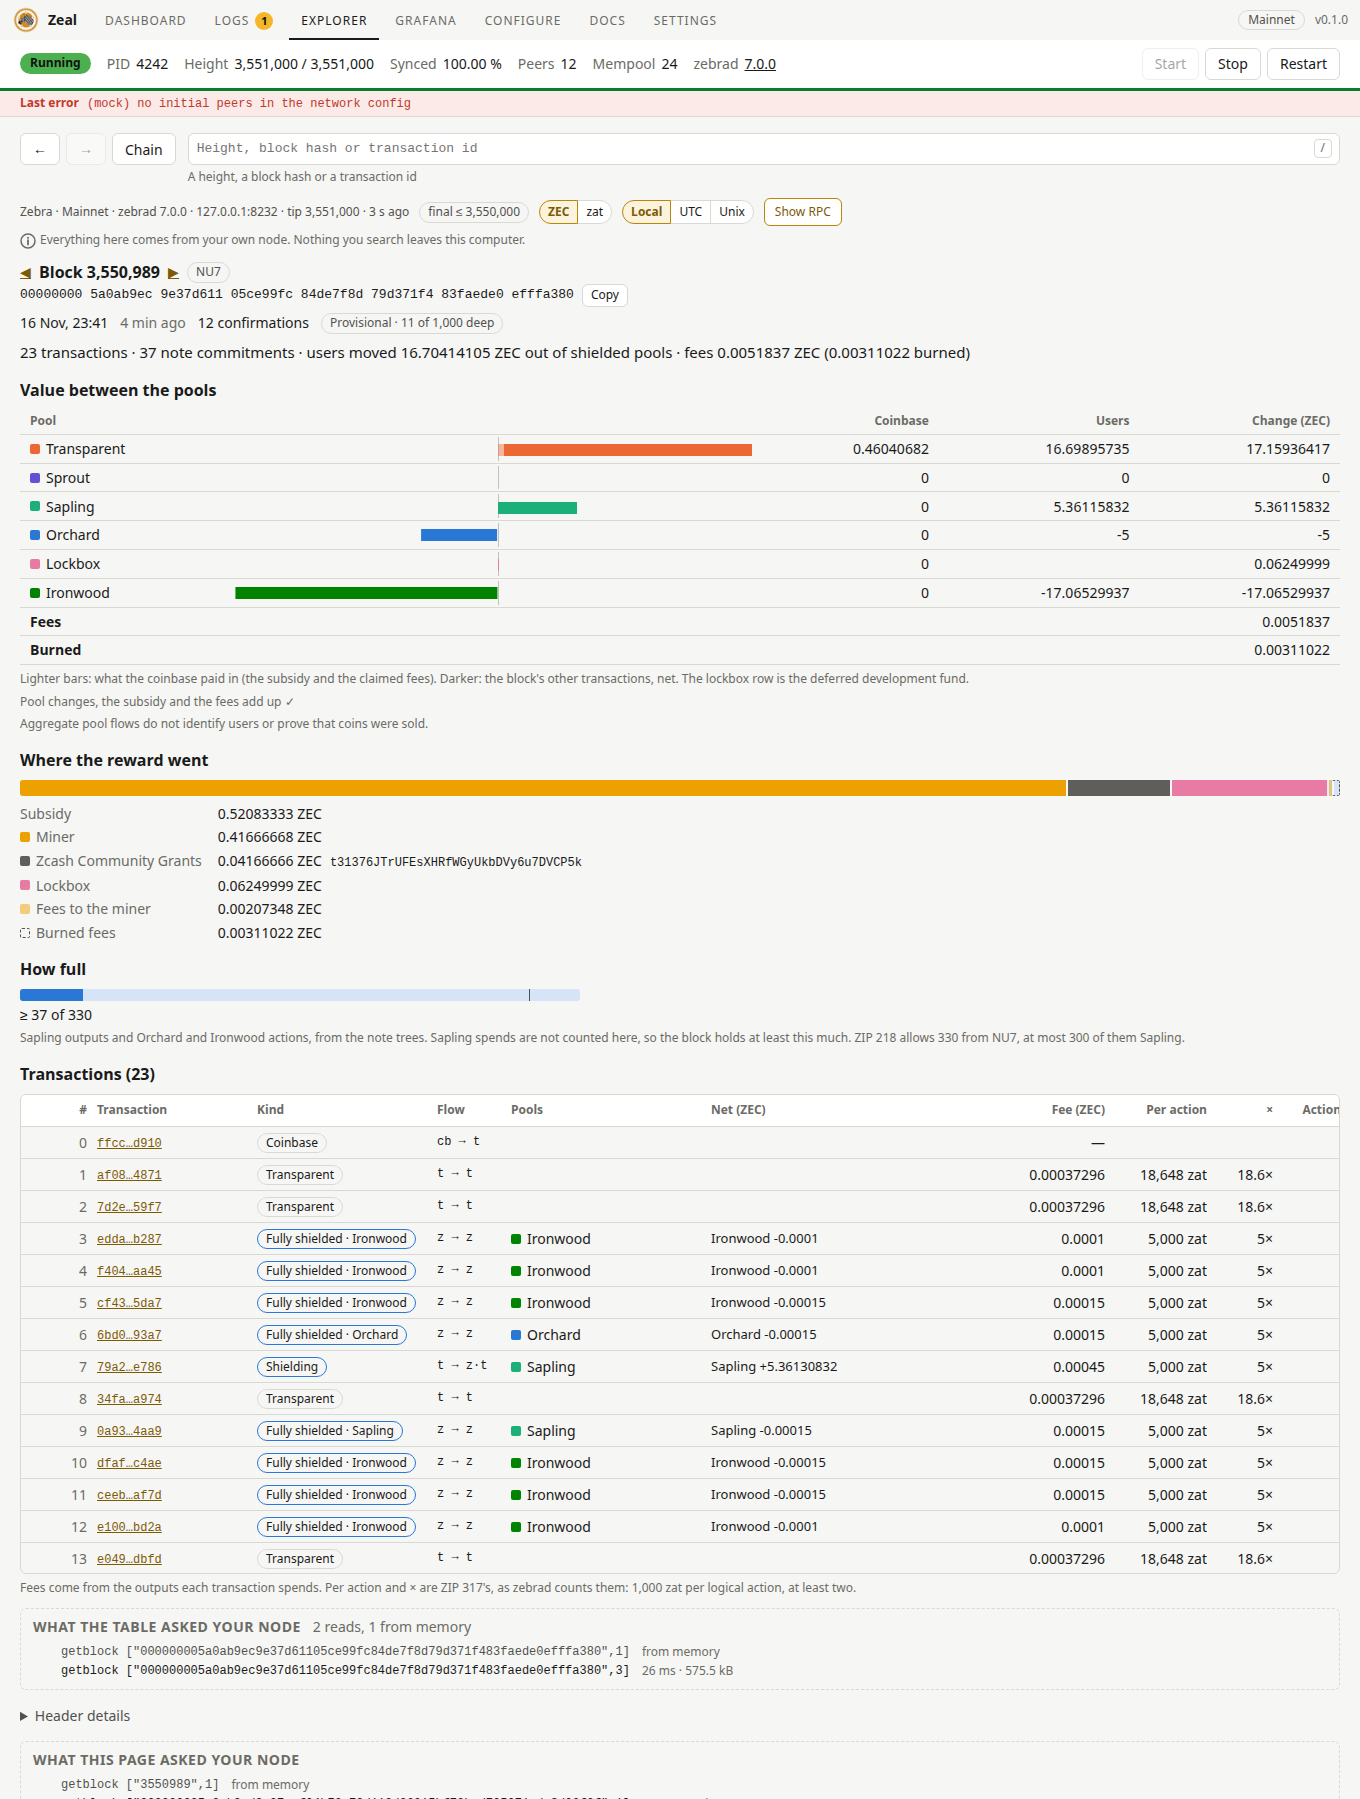 Zeal DASHBOARD LOGS 1 EXPLORER GRAFANA CONFIGURE DOCS SETTINGS Mainnet v0.1.0
Running PID 4242 Height 3,551,000 / 3,551,000 Synced 100.00 % Peers 12 Mempool 24 zebrad 7.0.0 Start Stop Restart
Last error (mock) no initial peers in the network config
← → Chain Height, block hash or transaction id /
A height, a block hash or a transaction id
Zebra · Mainnet · zebrad 7.0.0 · 127.0.0.1:8232 · tip 3,551,000 · 3 s ago final ≤ 3,550,000 ZEC zat Local UTC Unix Show RPC
Everything here comes from your own node. Nothing you search leaves this computer.
◀ Block 3,550,989 ▶ NU7
00000000 5a0ab9ec 9e37d611 05ce99fc 84de7f8d 79d371f4 83faede0 efffa380 Copy
16 Nov, 23:41 4 min ago 12 confirmations Provisional · 11 of 1,000 deep
23 transactions · 37 note commitments · users moved 16.70414105 ZEC out of shielded pools · fees 0.0051837 ZEC (0.00311022 burned)
Value between the pools
Pool Coinbase Users Change (ZEC)
Transparent 0.46040682 16.69895735 17.15936417
Sprout 0 0 0
Sapling 0 5.36115832 5.36115832
Orchard 0 -5 -5
Lockbox 0 0.06249999
Ironwood 0 -17.06529937 -17.06529937
Fees 0.0051837
Burned 0.00311022
Lighter bars: what the coinbase paid in (the subsidy and the claimed fees). Darker: the block's other transactions, net. The lockbox row is the deferred development fund.
Pool changes, the subsidy and the fees add up ✓
Aggregate pool flows do not identify users or prove that coins were sold.
Where the reward went
Subsidy 0.52083333 ZEC
Miner 0.41666668 ZEC
Zcash Community Grants 0.04166666 ZEC t31376JTrUFEsXHRfWGyUkbDVy6u7DVCP5k
Lockbox 0.06249999 ZEC
Fees to the miner 0.00207348 ZEC
Burned fees 0.00311022 ZEC
How full
≥ 37 of 330
Sapling outputs and Orchard and Ironwood actions, from the note trees. Sapling spends are not counted here, so the block holds at least this much. ZIP 218 allows 330 from NU7, at most 300 of them Sapling.
Transactions (23)
# Transaction Kind Flow Pools Net (ZEC) Fee (ZEC) Per action × Action
0 ffcc…d910 Coinbase cb → t —
1 af08…4871 Transparent t → t 0.00037296 18,648 zat 18.6×
2 7d2e…59f7 Transparent t → t 0.00037296 18,648 zat 18.6×
3 edda…b287 Fully shielded · Ironwood z → z Ironwood Ironwood -0.0001 0.0001 5,000 zat 5×
4 f404…aa45 Fully shielded · Ironwood z → z Ironwood Ironwood -0.0001 0.0001 5,000 zat 5×
5 cf43…5da7 Fully shielded · Ironwood z → z Ironwood Ironwood -0.00015 0.00015 5,000 zat 5×
6 6bd0…93a7 Fully shielded · Orchard z → z Orchard Orchard -0.00015 0.00015 5,000 zat 5×
7 79a2…e786 Shielding t → z·t Sapling Sapling +5.36130832 0.00045 5,000 zat 5×
8 34fa…a974 Transparent t → t 0.00037296 18,648 zat 18.6×
9 0a93…4aa9 Fully shielded · Sapling z → z Sapling Sapling -0.00015 0.00015 5,000 zat 5×
10 dfaf…c4ae Fully shielded · Ironwood z → z Ironwood Ironwood -0.00015 0.00015 5,000 zat 5×
11 ceeb…af7d Fully shielded · Ironwood z → z Ironwood Ironwood -0.00015 0.00015 5,000 zat 5×
12 e100…bd2a Fully shielded · Ironwood z → z Ironwood Ironwood -0.0001 0.0001 5,000 zat 5×
13 e049…dbfd Transparent t → t 0.00037296 18,648 zat 18.6×
Fees come from the outputs each transaction spends. Per action and × are ZIP 317's, as zebrad counts them: 1,000 zat per logical action, at least two.
WHAT THE TABLE ASKED YOUR NODE 2 reads, 1 from memory
getblock ["000000005a0ab9ec9e37d61105ce99fc84de7f8d79d371f483faede0efffa380",1] from memory
getblock ["000000005a0ab9ec9e37d61105ce99fc84de7f8d79d371f483faede0efffa380",3] 26 ms · 575.5 kB
▶ Header details
WHAT THIS PAGE ASKED YOUR NODE
getblock ["3550989",1] from memory